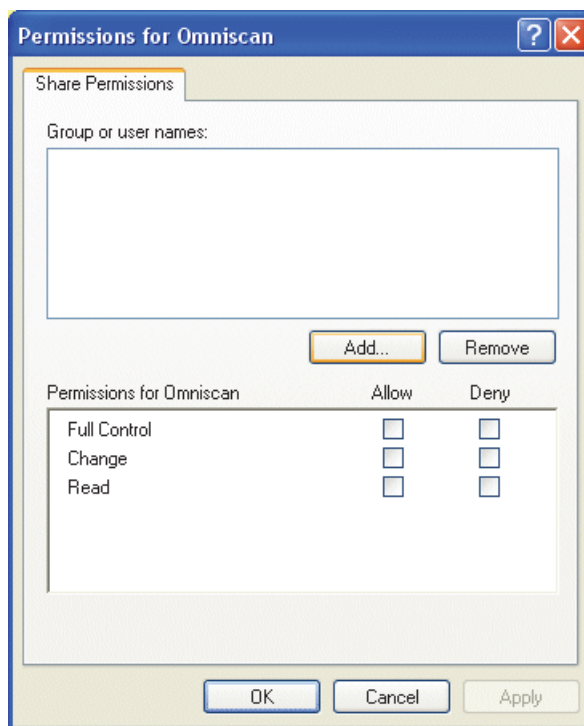 Permissions for Omniscan
Share Permissions
Group or user names:
Add... Remove
Permissions for Omniscan Allow Deny
Full Control
Change
Read
OK Cancel Apply